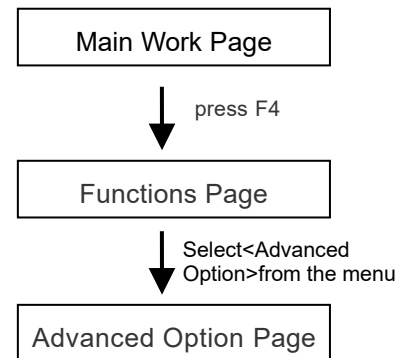 Main Work Page
press F4
Functions Page
Select<Advanced
Option>from the menu
Advanced Option Page